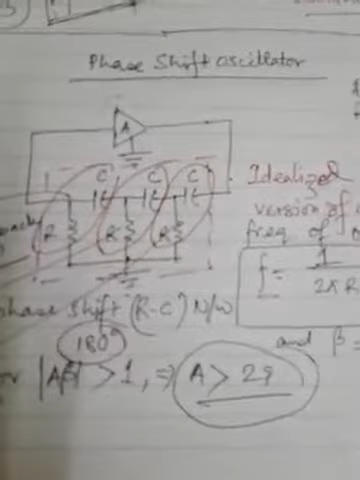 Phase Shift Oscillator
A
C C C
R R R
Idealized
version of
freq of
f = 1
2π R
phase shift (R-C) N/W
180°
and β =
|Aβ| > 1, ⇒ A > 29